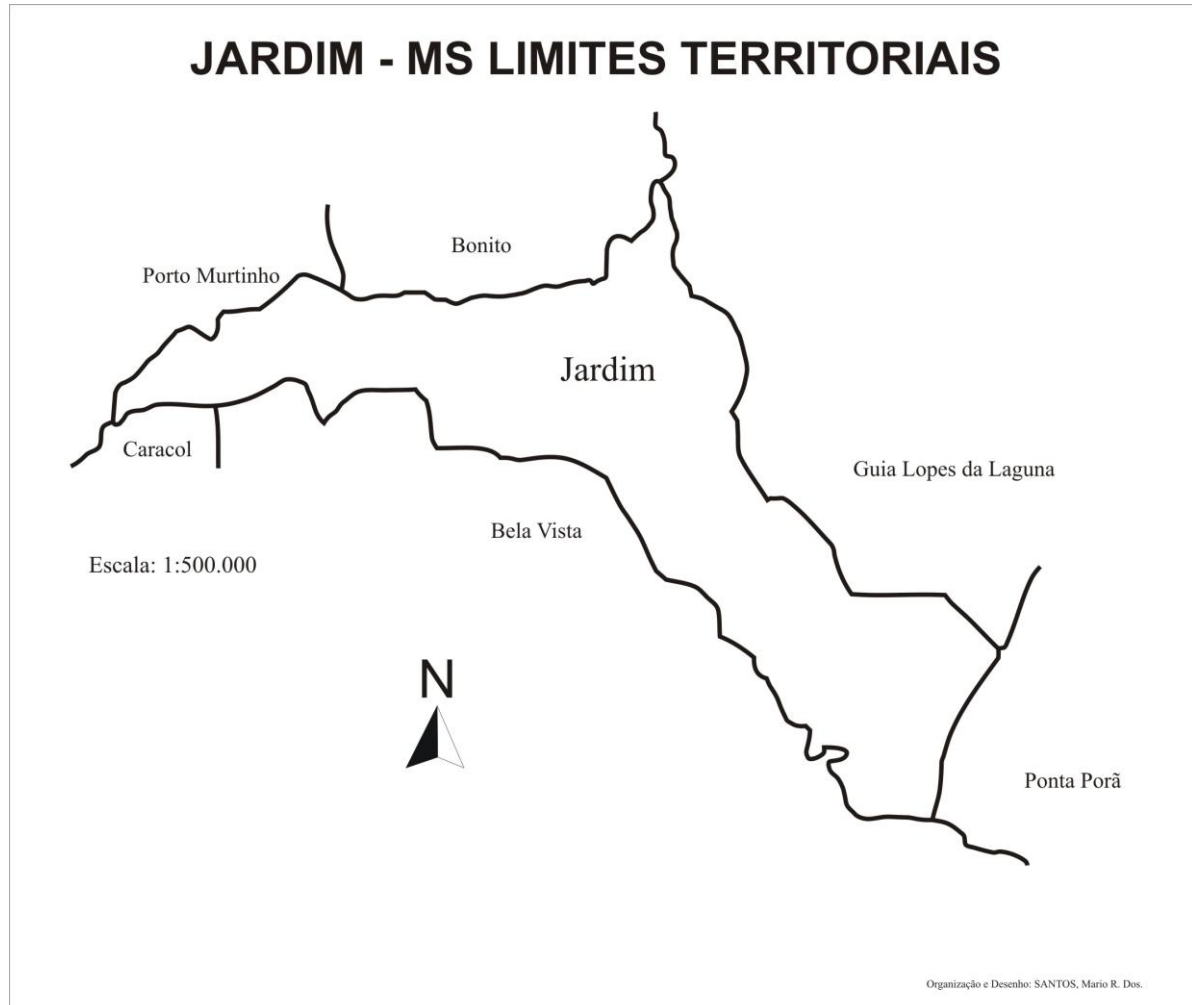 JARDIM - MS LIMITES TERRITORIAIS
Bonito
Porto Murtinho
Jardim
Caracol
Guia Lopes da Laguna
Bela Vista
Escala: 1:500.000
N
Ponta Porã
Organização e Desenho: SANTOS, Mario R. Dos.